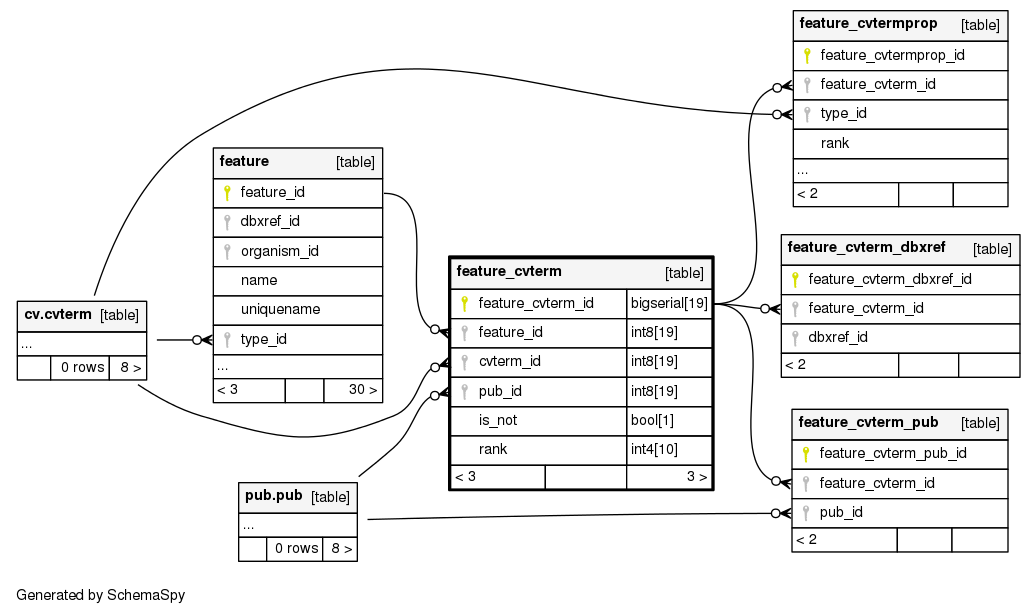 feature_cvtermprop [table]
feature_cvtermprop_id
feature_cvterm_id
type_id
rank
...
< 2
feature [table]
feature_id
dbxref_id
organism_id
name
uniquename
type_id
...
< 3 30 >
feature_cvterm_dbxref [table]
feature_cvterm_dbxref_id
feature_cvterm_id
dbxref_id
< 2
feature_cvterm [table]
feature_cvterm_id bigserial[19]
feature_id int8[19]
cvterm_id int8[19]
pub_id int8[19]
is_not bool[1]
rank int4[10]
< 3 3 >
cv.cvterm [table]
...
0 rows 8 >
feature_cvterm_pub [table]
feature_cvterm_pub_id
feature_cvterm_id
pub_id
< 2
pub.pub [table]
...
0 rows 8 >
Generated by SchemaSpy